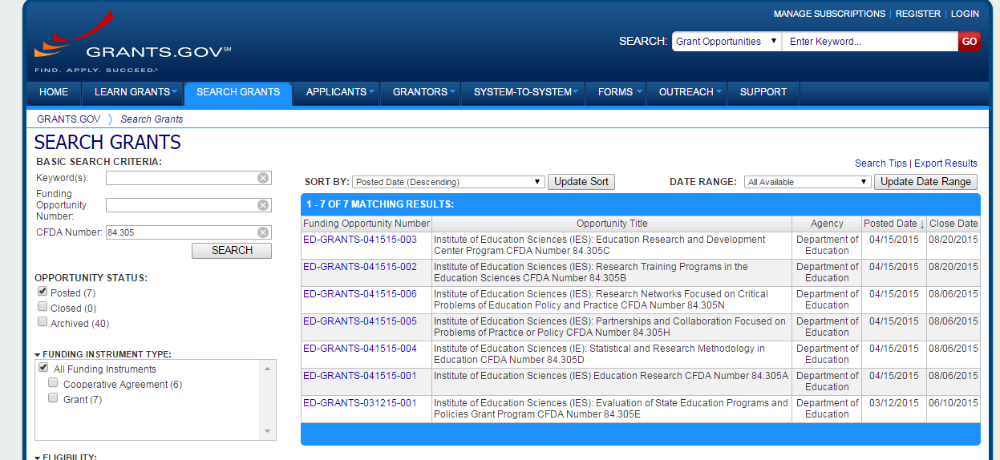 MANAGE SUBSCRIPTIONS | REGISTER | LOGIN
SEARCH: Grant Opportunities ▼ Enter Keyword... GO
GRANTS.GOV℠
FIND. APPLY. SUCCEED.℠
HOME LEARN GRANTS SEARCH GRANTS APPLICANTS GRANTORS SYSTEM-TO-SYSTEM FORMS OUTREACH SUPPORT
GRANTS.GOV 〉 Search Grants
SEARCH GRANTS
BASIC SEARCH CRITERIA:
Keyword(s):
Funding
Opportunity
Number:
CFDA Number: 84.305
SEARCH
OPPORTUNITY STATUS:
Posted (7)
Closed (0)
Archived (40)
FUNDING INSTRUMENT TYPE:
All Funding Instruments
Cooperative Agreement (6)
Grant (7)
ELIGIBILITY:
Search Tips | Export Results
SORT BY: Posted Date (Descending) ▼ Update Sort DATE RANGE: All Available ▼ Update Date Range
1 - 7 OF 7 MATCHING RESULTS:
Funding Opportunity Number Opportunity Title Agency Posted Date ↓ Close Date
ED-GRANTS-041515-003 Institute of Education Sciences (IES): Education Research and Development Department of 04/15/2015 08/20/2015
Center Program CFDA Number 84.305C Education
ED-GRANTS-041515-002 Institute of Education Sciences (IES): Research Training Programs in the Department of 04/15/2015 08/20/2015
Education Sciences CFDA Number 84.305B Education
ED-GRANTS-041515-006 Institute of Education Sciences (IES): Research Networks Focused on Critical Department of 04/15/2015 08/06/2015
Problems of Education Policy and Practice CFDA Number 84.305N Education
ED-GRANTS-041515-005 Institute of Education Sciences (IES): Partnerships and Collaboration Focused on Department of 04/15/2015 08/06/2015
Problems of Practice or Policy CFDA Number 84.305H Education
ED-GRANTS-041515-004 Institute of Education Sciences (IE): Statistical and Research Methodology in Department of 04/15/2015 08/06/2015
Education CFDA Number 84.305D Education
ED-GRANTS-041515-001 Institute of Education Sciences (IES) Education Research CFDA Number 84.305A Department of 04/15/2015 08/06/2015
Education
ED-GRANTS-031215-001 Institute of Education Sciences (IES): Evaluation of State Education Programs and Department of 03/12/2015 06/10/2015
Policies Grant Program CFDA Number 84.305E Education